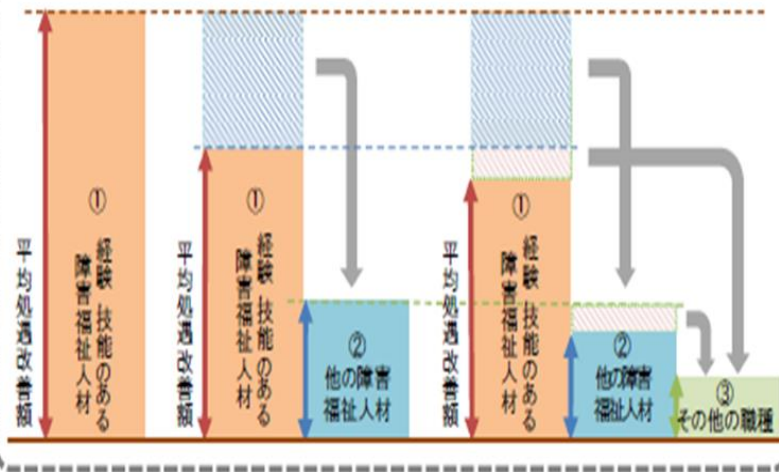 平均処遇改善額
①
経験・技能のある
障害福祉人材
平均処遇改善額
①
経験・技能のある
障害福祉人材
②
他の障害
福祉人材
平均処遇改善額
①
経験・技能のある
障害福祉人材
②
他の障害
福祉人材
③
その他の職種